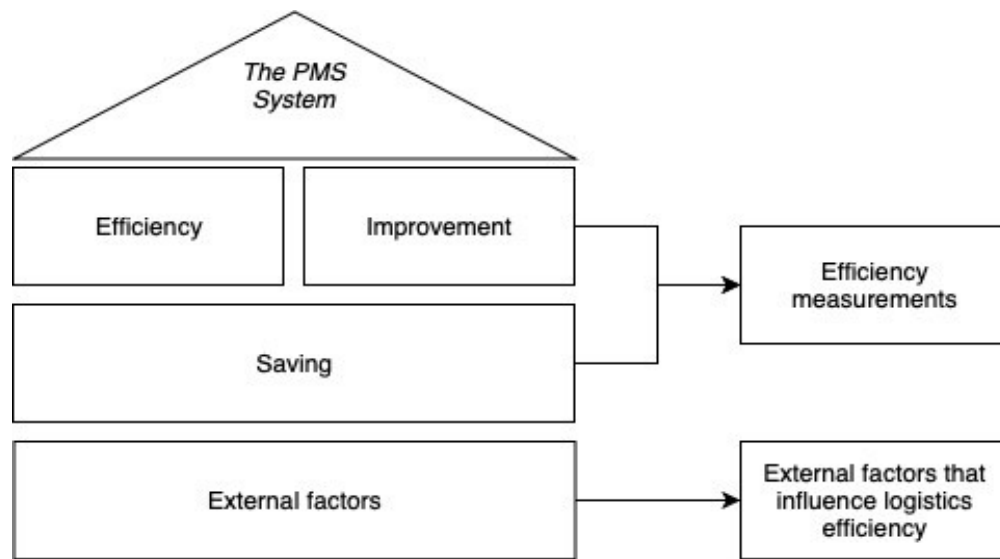 The PMS
System
Efficiency
Improvement
Efficiency
measurements
Saving
External factors
External factors that
influence logistics
efficiency